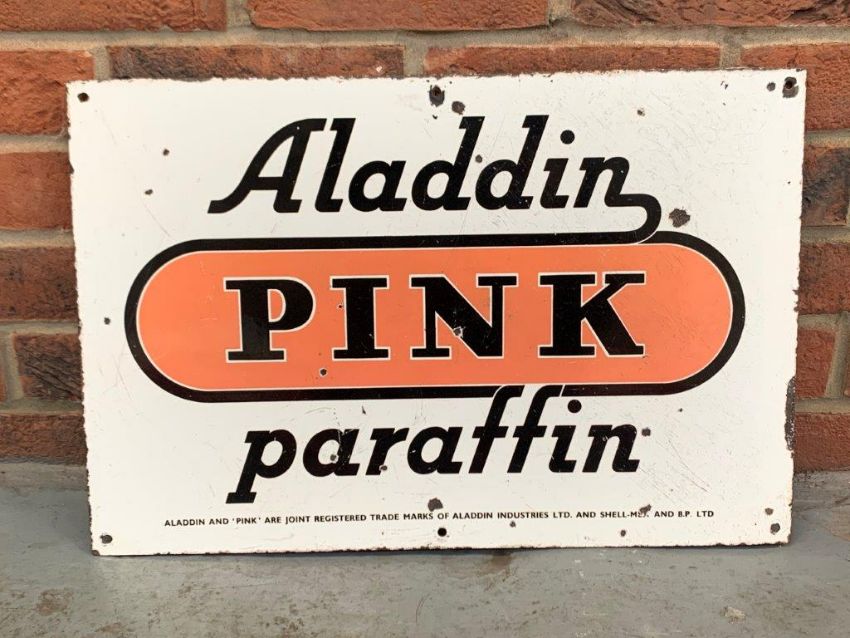 Aladdin
PINK
paraffin
ALADDIN AND 'PINK' ARE JOINT REGISTERED TRADE MARKS OF ALADDIN INDUSTRIES LTD. AND SHELL-MEX AND B.P. LTD